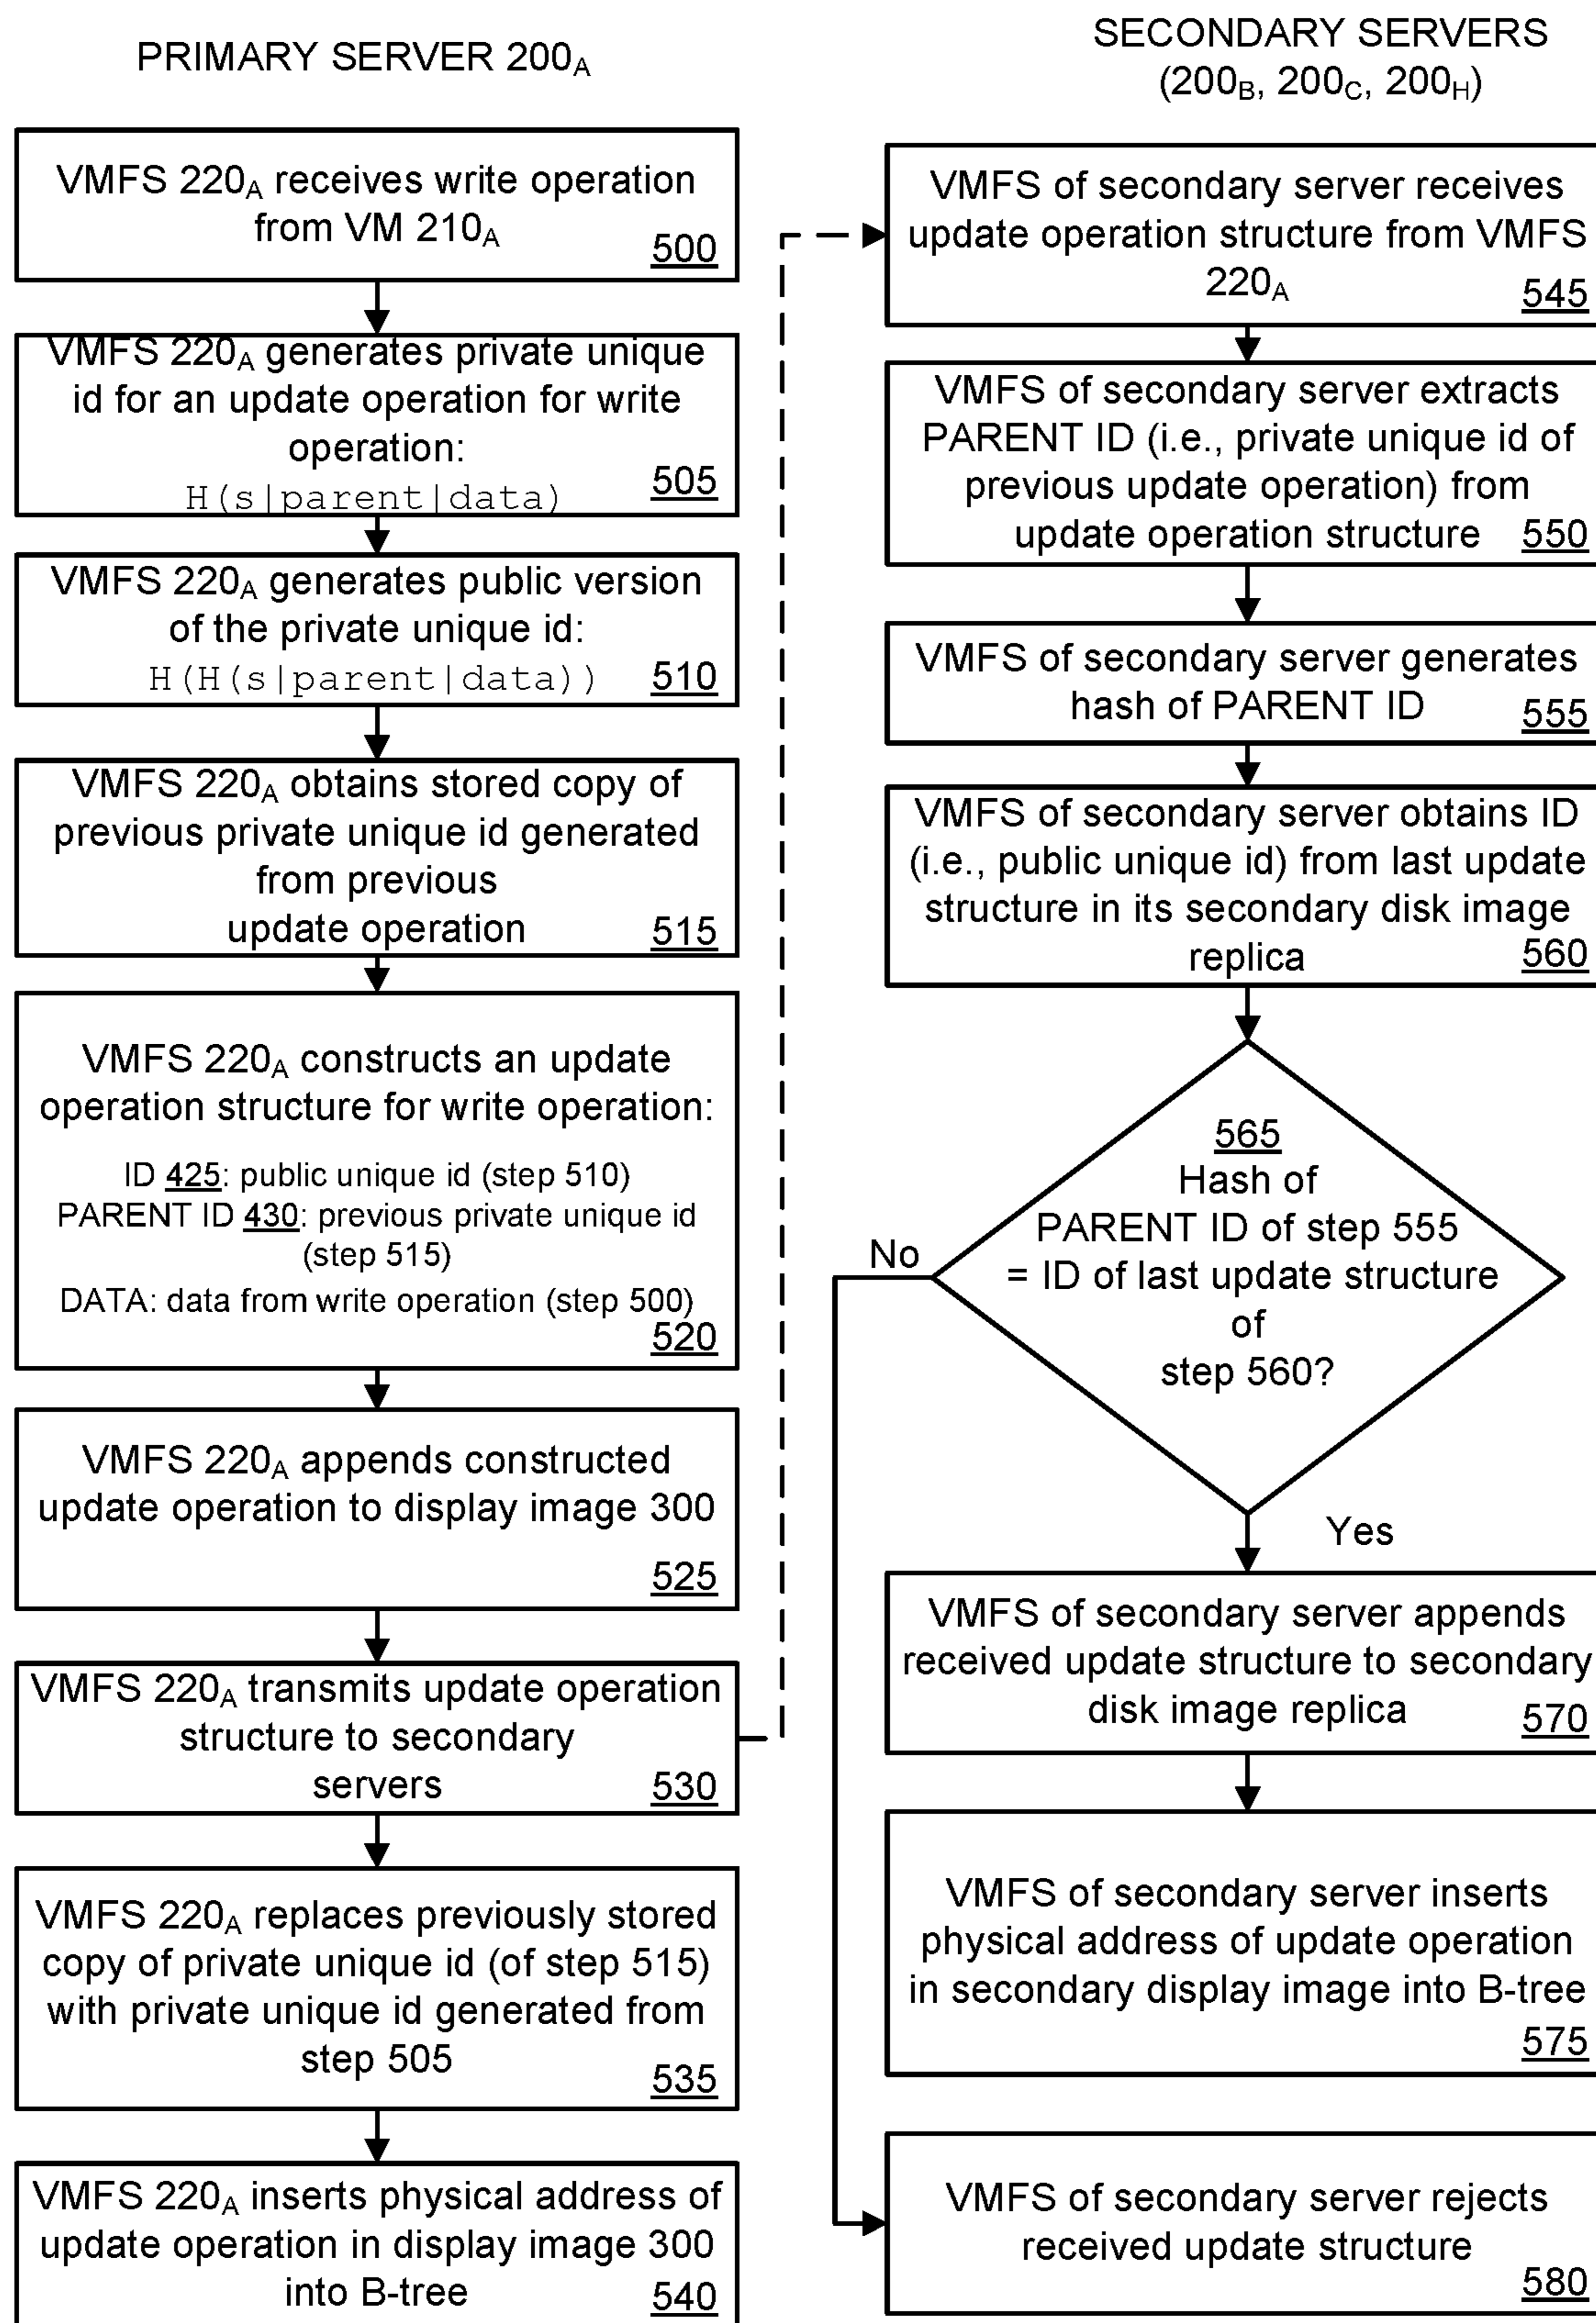 PRIMARY SERVER 200A
VMFS 220A receives write operation
from VM 210A
500
VMFS 220A generates private unique
id for an update operation for write
operation:
H(s|parent|data)
505
VMFS 220A generates public version
of the private unique id:
H(H(s|parent|data))
510
VMFS 220A obtains stored copy of
previous private unique id generated
from previous
update operation
515
VMFS 220A constructs an update
operation structure for write operation:
ID 425: public unique id (step 510)
PARENT ID 430: previous private unique id
(step 515)
DATA: data from write operation (step 500)
520
VMFS 220A appends constructed
update operation to display image 300
525
VMFS 220A transmits update operation
structure to secondary
servers
530
VMFS 220A replaces previously stored
copy of private unique id (of step 515)
with private unique id generated from
step 505
535
VMFS 220A inserts physical address of
update operation in display image 300
into B-tree
540
SECONDARY SERVERS
(200B, 200C, 200H)
VMFS of secondary server receives
update operation structure from VMFS
220A
545
VMFS of secondary server extracts
PARENT ID (i.e., private unique id of
previous update operation) from
update operation structure
550
VMFS of secondary server generates
hash of PARENT ID
555
VMFS of secondary server obtains ID
(i.e., public unique id) from last update
structure in its secondary disk image
replica
560
565
Hash of
PARENT ID of step 555
= ID of last update structure
of
step 560?
No
Yes
VMFS of secondary server appends
received update structure to secondary
disk image replica
570
VMFS of secondary server inserts
physical address of update operation
in secondary display image into B-tree
575
VMFS of secondary server rejects
received update structure
580